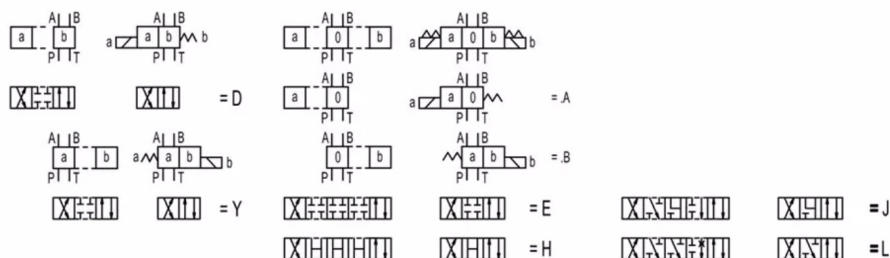 A B A B A B A B
a b a a b b a 0 b a a 0 b b
P T P T P T P T
A B A B
= D a 0 a a 0 = .A
P T P T
A B A B A B A B
a b a a b b 0 b a b b = .B
P T P T P T P T
= Y = E = J
= H = L